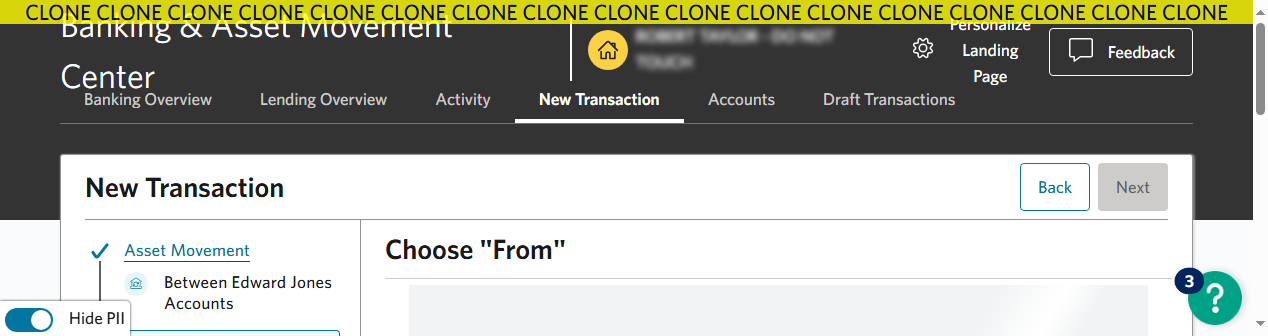 CLONE CLONE CLONE CLONE CLONE CLONE CLONE CLONE CLONE CLONE CLONE CLONE CLONE CLONE CLONE CLONE CLONE
Banking & Asset Movement
Center
Personalize
Landing
Page
Feedback
Banking Overview
Lending Overview
Activity
New Transaction
Accounts
Draft Transactions
New Transaction
Back
Next
Asset Movement
Between Edward Jones
Accounts
Choose "From"
3
?
Hide PII